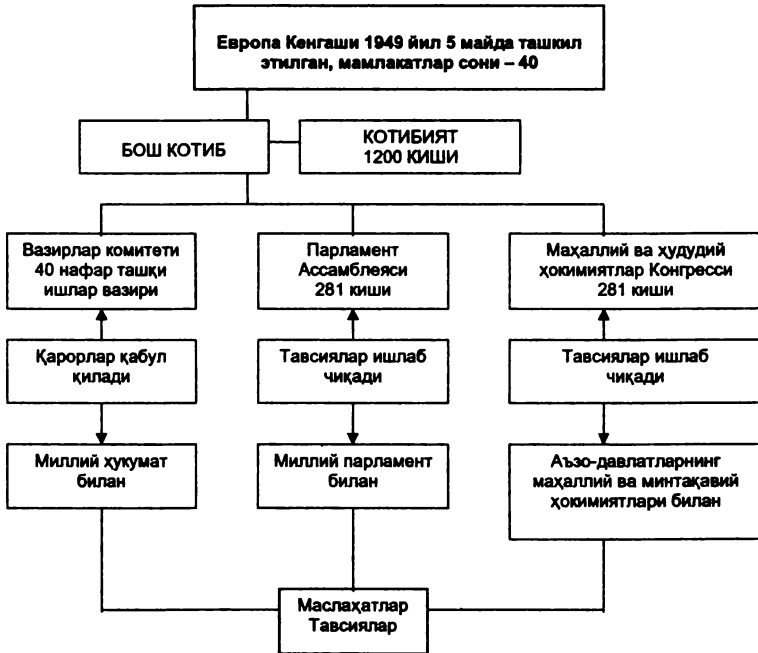 Европа Кенгаши 1949 йил 5 майда ташкил
этилган, мамлакатлар сони – 40
БОШ КОТИБ
КОТИБИЯТ
1200 КИШИ
Вазирлар комитети
40 нафар ташқи
ишлар вазири
Парламент
Ассамблеяси
281 киши
Маҳаллий ва ҳудудий
ҳокимиятлар Конгресси
281 киши
Қарорлар қабул
қилади
Тавсиялар ишлаб
чиқади
Тавсиялар ишлаб
чиқади
Миллий ҳукумат
билан
Миллий парламент
билан
Аъзо-давлатларнинг
маҳаллий ва минтақавий
ҳокимиятлари билан
Маслаҳатлар
Тавсиялар